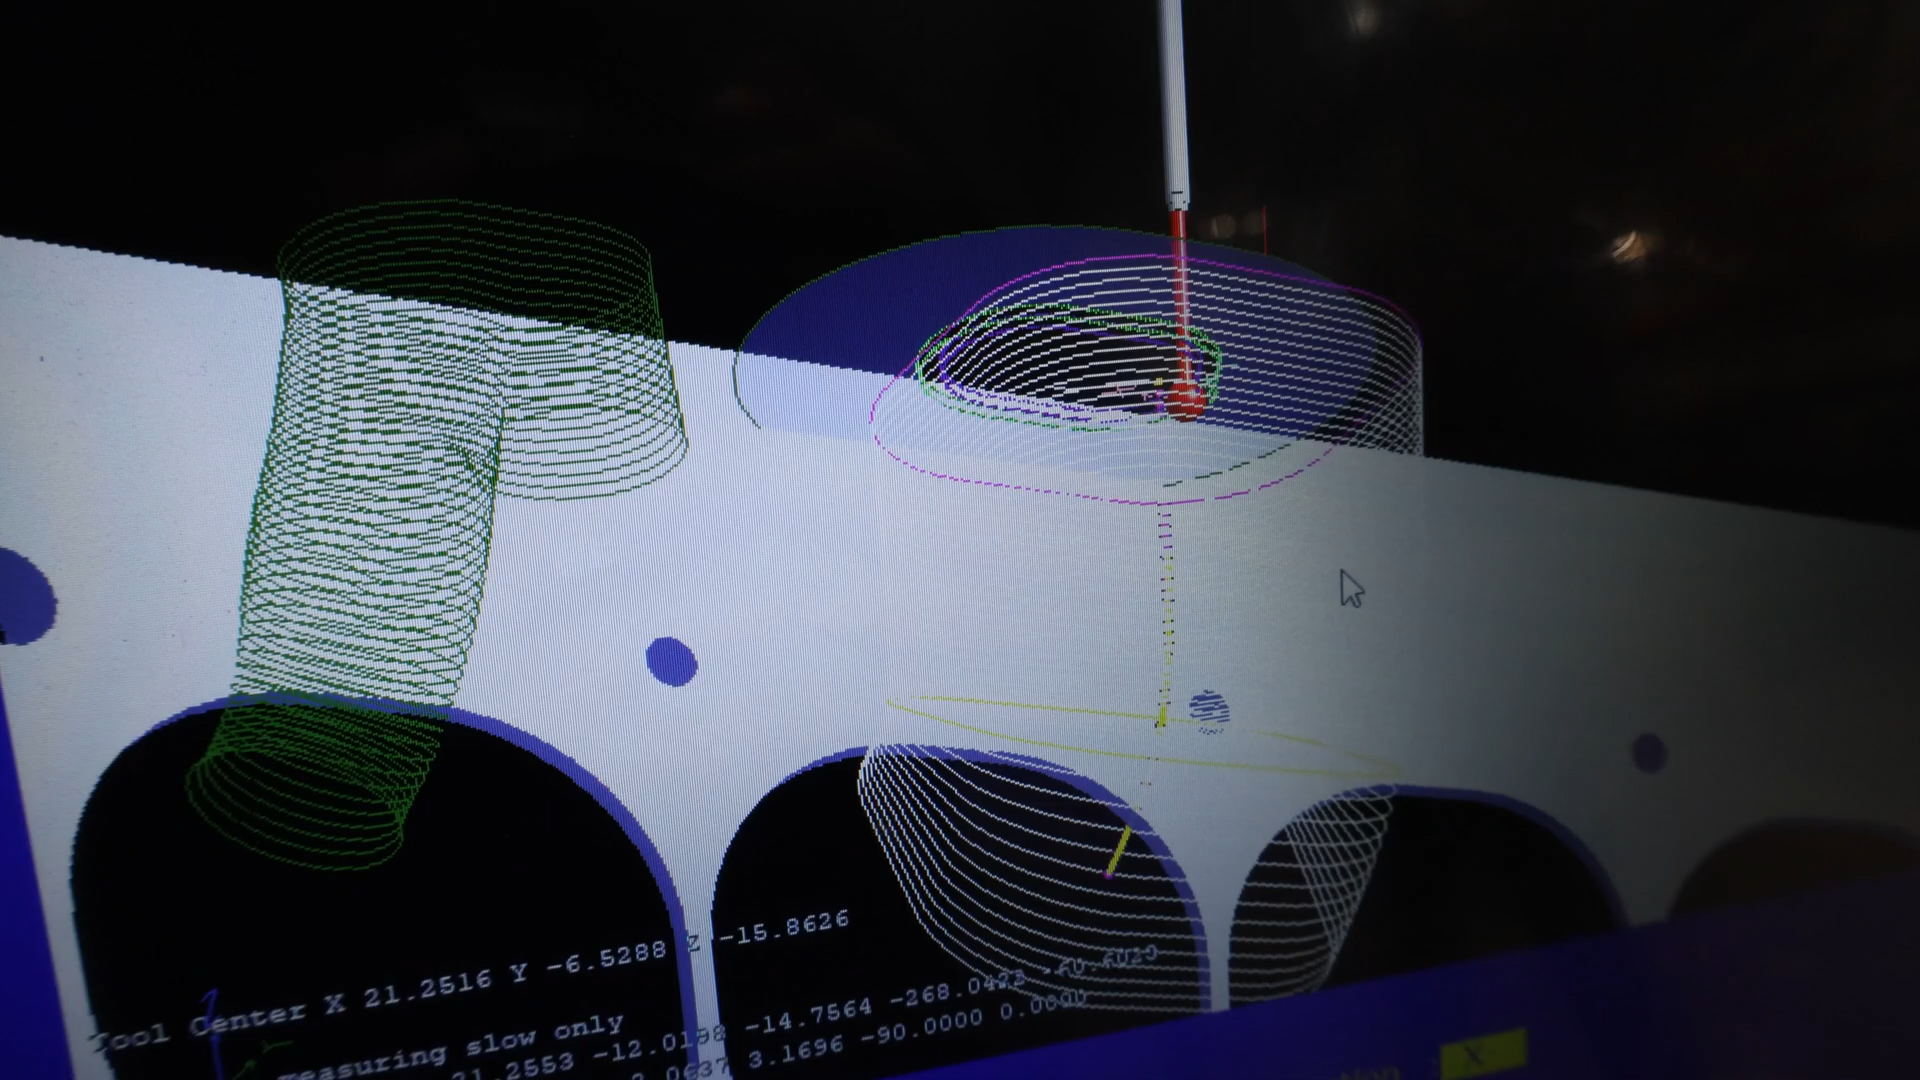 Tool Center X 21.2516 Y -6.5288 Z -15.8626
measuring slow only
21.2553 -12.0198 -14.7564 -268.0422
3.1696 -90.0000 0.0000
X